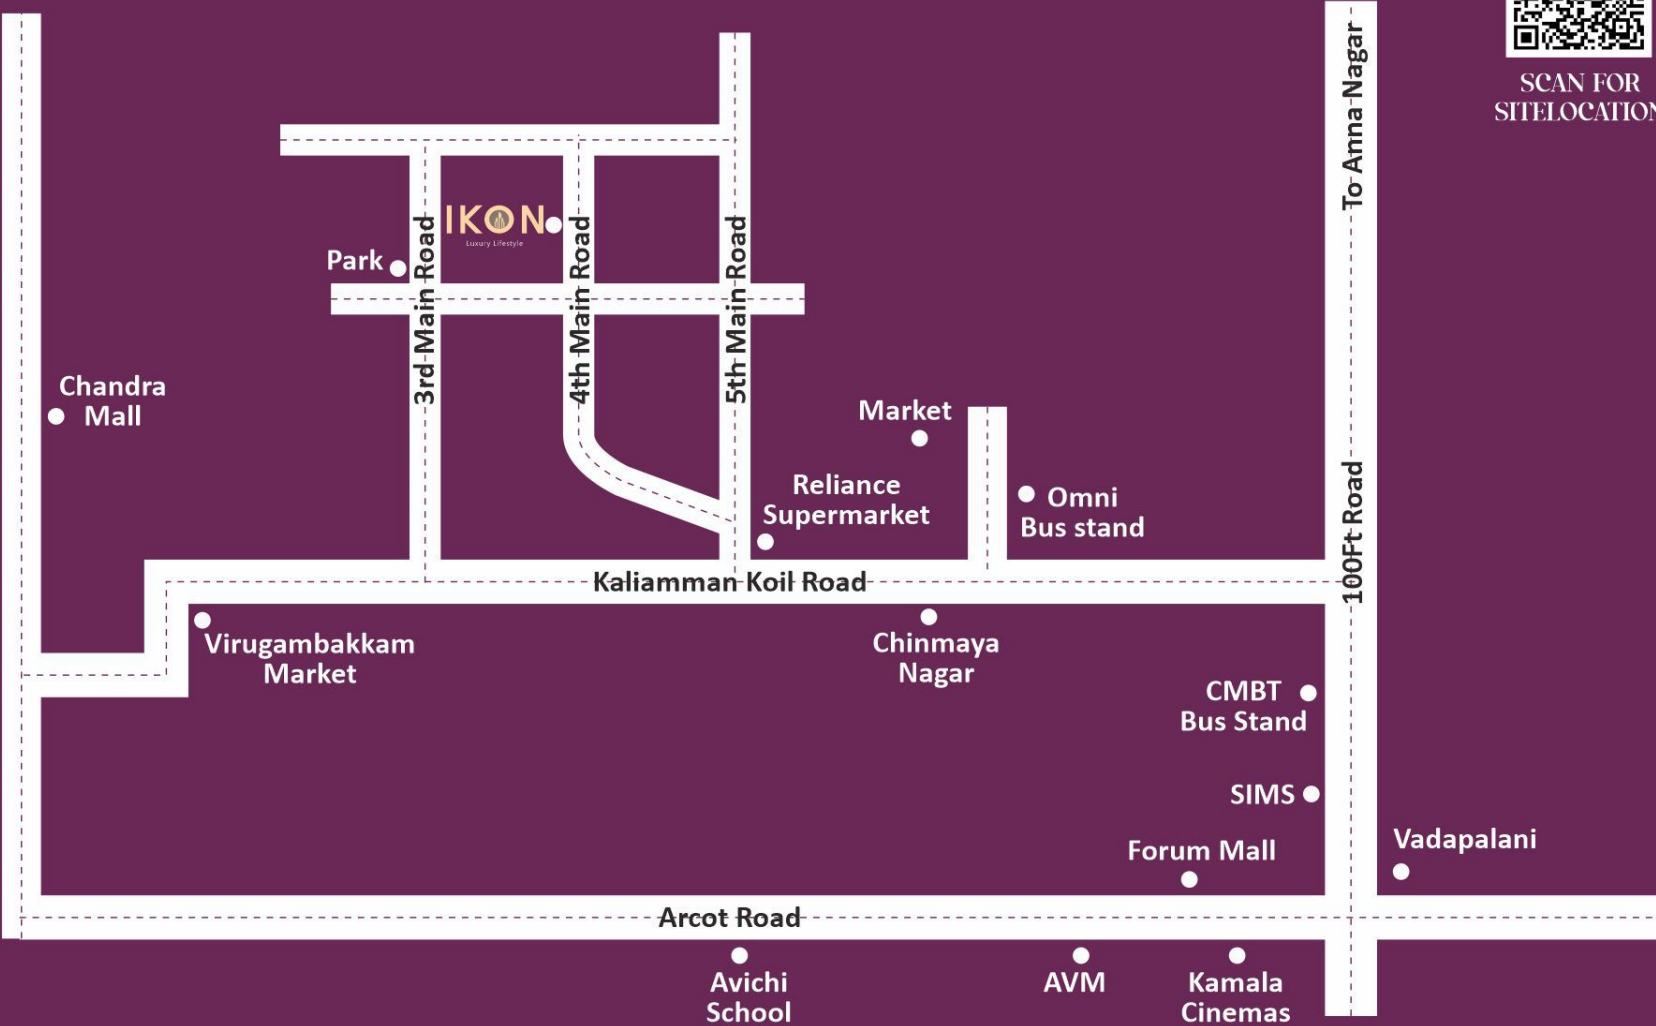 To Anna Nagar
SCAN FOR
SITELOCATION
IKON
Luxury Lifestyle
Park
3rd Main Road
4th Main Road
5th Main Road
Chandra
Mall
Market
Reliance
Supermarket
Omni
Bus stand
100Ft Road
Kaliamman Koil Road
Virugambakkam
Market
Chinmaya
Nagar
CMBT
Bus Stand
SIMS
Forum Mall
Vadapalani
Arcot Road
Avichi
School
AVM
Kamala
Cinemas